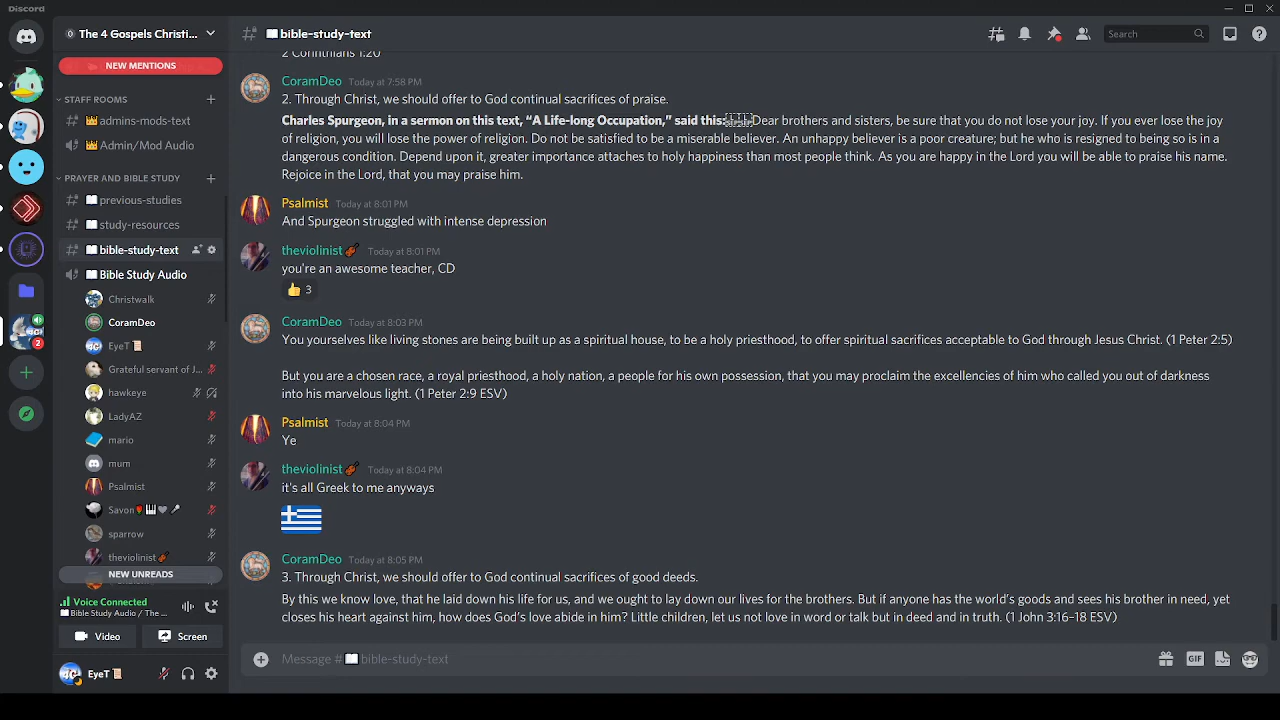 Discord
The 4 Gospels Christi...
📖bible-study-text
Search
NEW MENTIONS
STAFF ROOMS
👑admins-mods-text
👑Admin/Mod Audio
PRAYER AND BIBLE STUDY
📖previous-studies
📖study-resources
📖bible-study-text
📖Bible Study Audio
Christwalk
CoramDeo
EyeT📜
Grateful servant of J...
hawkeye
LadyAZ
mario
mum
Psalmist
Savon🌹🎹🖤🎤
sparrow
theviolinist🎻
NEW UNREADS
2
Voice Connected
📖Bible Study Audio / The ...
Video
Screen
EyeT📜
2 Corinthians 1:20
CoramDeo Today at 7:58 PM
2. Through Christ, we should offer to God continual sacrifices of praise.
Charles Spurgeon, in a sermon on this text, “A Life-long Occupation,” said this: Dear brothers and sisters, be sure that you do not lose your joy. If you ever lose the joy
of religion, you will lose the power of religion. Do not be satisfied to be a miserable believer. An unhappy believer is a poor creature; but he who is resigned to being so is in a
dangerous condition. Depend upon it, greater importance attaches to holy happiness than most people think. As you are happy in the Lord you will be able to praise his name.
Rejoice in the Lord, that you may praise him.
Psalmist Today at 8:01 PM
And Spurgeon struggled with intense depression
theviolinist🎻 Today at 8:01 PM
you're an awesome teacher, CD
👍 3
CoramDeo Today at 8:03 PM
You yourselves like living stones are being built up as a spiritual house, to be a holy priesthood, to offer spiritual sacrifices acceptable to God through Jesus Christ. (1 Peter 2:5)
But you are a chosen race, a royal priesthood, a holy nation, a people for his own possession, that you may proclaim the excellencies of him who called you out of darkness
into his marvelous light. (1 Peter 2:9 ESV)
Psalmist Today at 8:04 PM
Ye
theviolinist🎻 Today at 8:04 PM
it's all Greek to me anyways
🇬🇷
CoramDeo Today at 8:05 PM
3. Through Christ, we should offer to God continual sacrifices of good deeds.
By this we know love, that he laid down his life for us, and we ought to lay down our lives for the brothers. But if anyone has the world’s goods and sees his brother in need, yet
closes his heart against him, how does God’s love abide in him? Little children, let us not love in word or talk but in deed and in truth. (1 John 3:16–18 ESV)
Message #📖bible-study-text
GIF